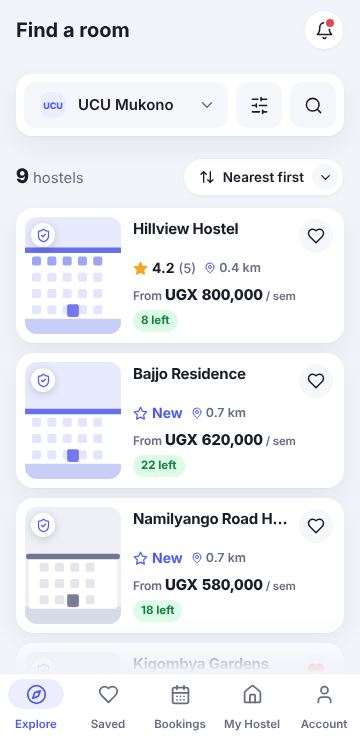 Find a room
UCU UCU Mukono
9 hostels
Nearest first
Hillview Hostel
4.2 (5) 0.4 km
From UGX 800,000 / sem
8 left
Bajjo Residence
New 0.7 km
From UGX 620,000 / sem
22 left
Namilyango Road H...
New 0.7 km
From UGX 580,000 / sem
18 left
Kigombya Gardens
Explore Saved Bookings My Hostel Account